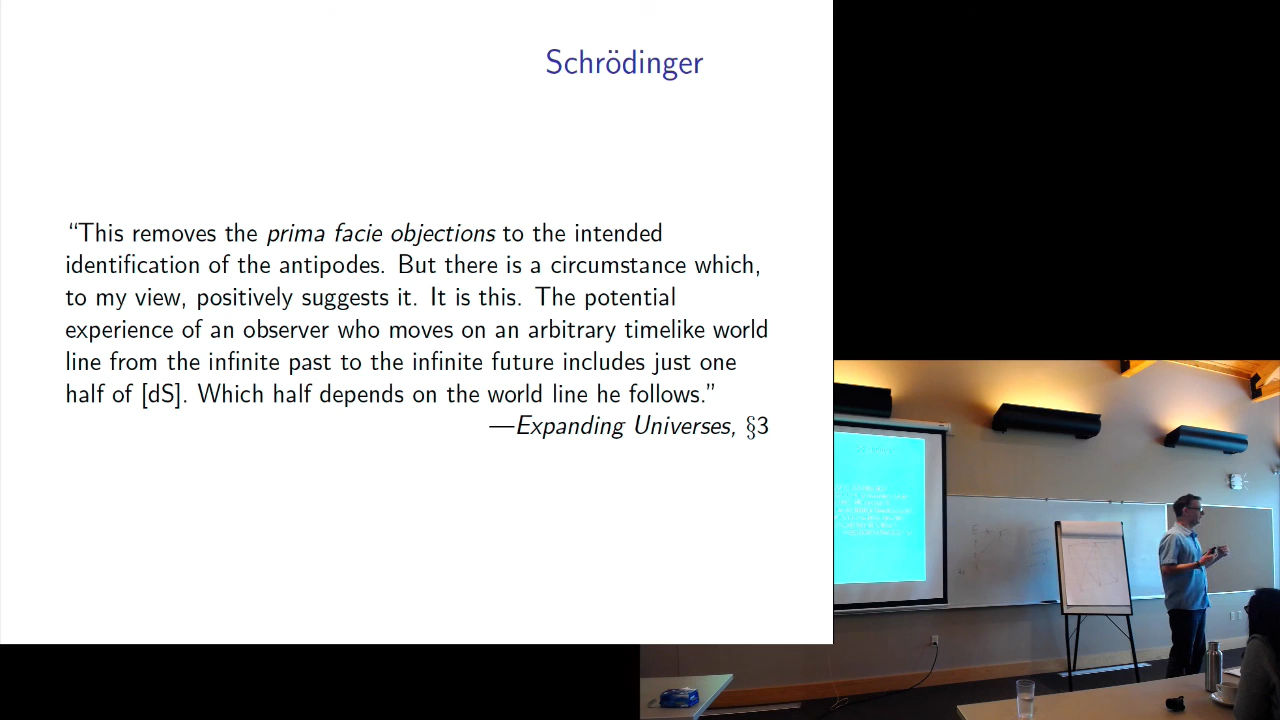 Schrödinger
“This removes the prima facie objections to the intended
identification of the antipodes. But there is a circumstance which,
to my view, positively suggests it. It is this. The potential
experience of an observer who moves on an arbitrary timelike world
line from the infinite past to the infinite future includes just one
half of [dS]. Which half depends on the world line he follows.”
—Expanding Universes, §3